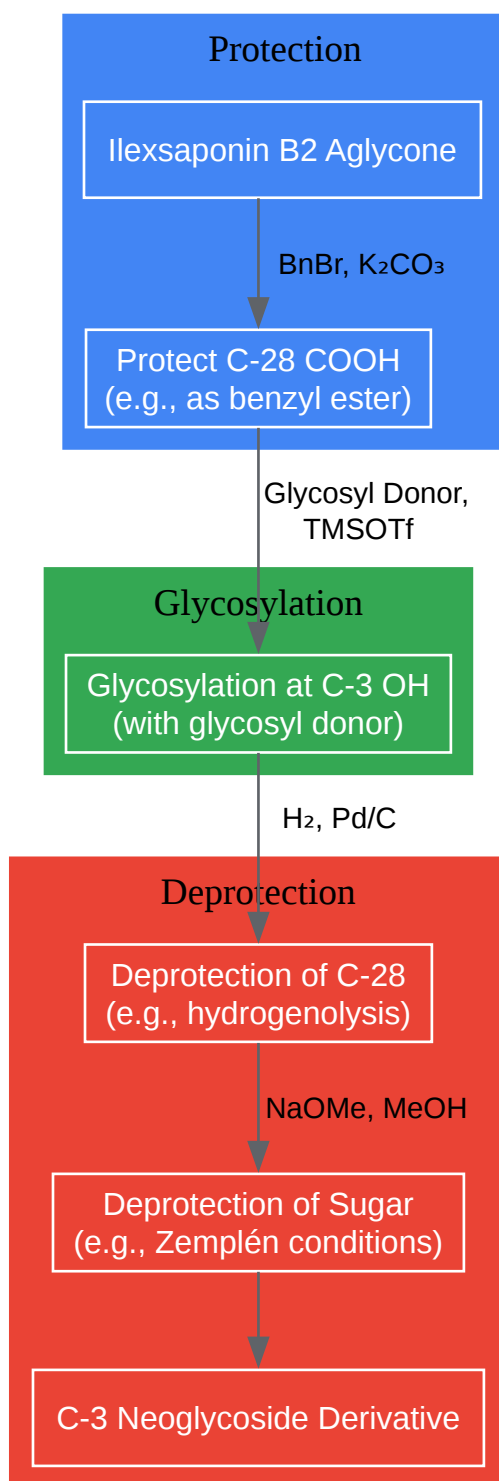 Protection
Ilexsaponin B2 Aglycone
BnBr, K₂CO₃
Protect C-28 COOH
(e.g., as benzyl ester)
Glycosyl Donor,
TMSOTf
Glycosylation
Glycosylation at C-3 OH
(with glycosyl donor)
H₂, Pd/C
Deprotection
Deprotection of C-28
(e.g., hydrogenolysis)
NaOMe, MeOH
Deprotection of Sugar
(e.g., Zemplén conditions)
C-3 Neoglycoside Derivative